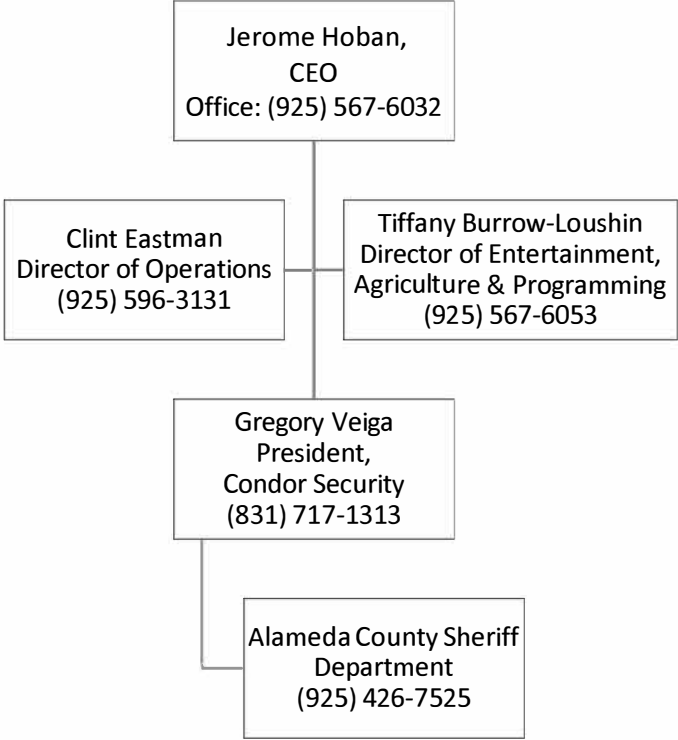 Jerome Hoban,
CEO
Office: (925) 567-6032
Clint Eastman
Director of Operations
(925) 596-3131
Tiffany Burrow-Loushin
Director of Entertainment,
Agriculture & Programming
(925) 567-6053
Gregory Veiga
President,
Condor Security
(831) 717-1313
Alameda County Sheriff
Department
(925) 426-7525